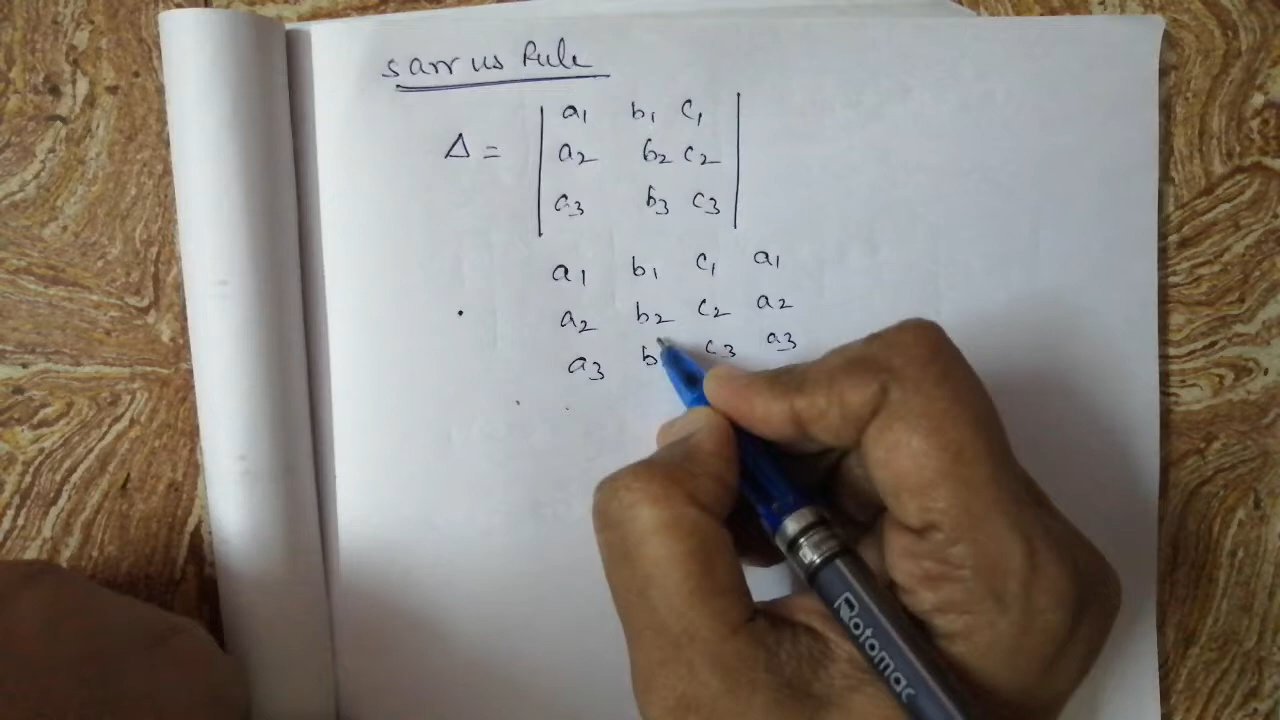 Sarrus Rule
a1 b1 c1
Δ = a2 b2 c2
a3 b3 c3
a1 b1 c1 a1
a2 b2 c2 a2
a3 b c3 a3
Rotomac